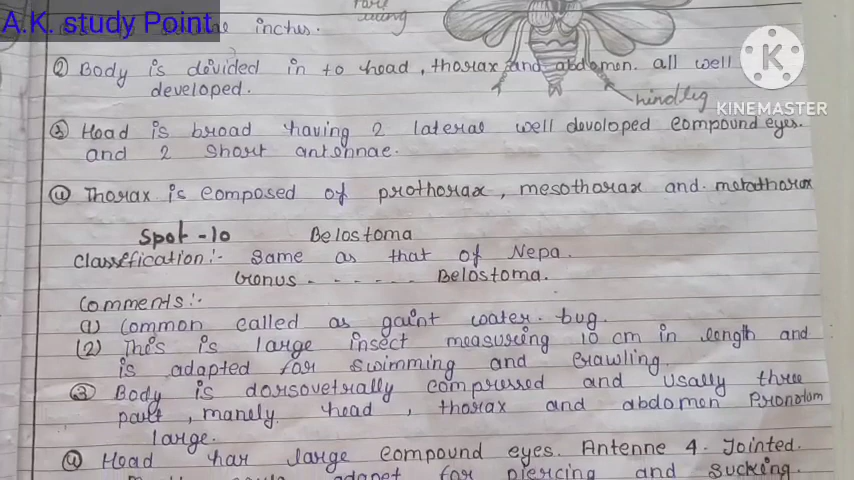 A.K. study Point
inches.
② Body is devided in to head, thorax and abdomen. all well
developed.
hindleg
KINEMASTER
③ Head is broad having 2 lateral well devoloped compound eyes.
and 2 short antennae.
④ Thorax is composed of prothorax, mesothorax and metathorax
Spot-10 Belostoma
Classification:- Same as that of Nepa.
Genus - - - - - - Belostoma.
Comments:-
(1) Common called as gaint water-bug.
(2) This is large insect measuring 10 cm in length and
is adapted for swimming and crawling.
③ Body is dorsovetrally compressed and usally three
part, manely head, thorax and abdomen Pronotom
large.
④ Head har large compound eyes. Antenne 4. Jointed.
adapet for piercing and sucking.